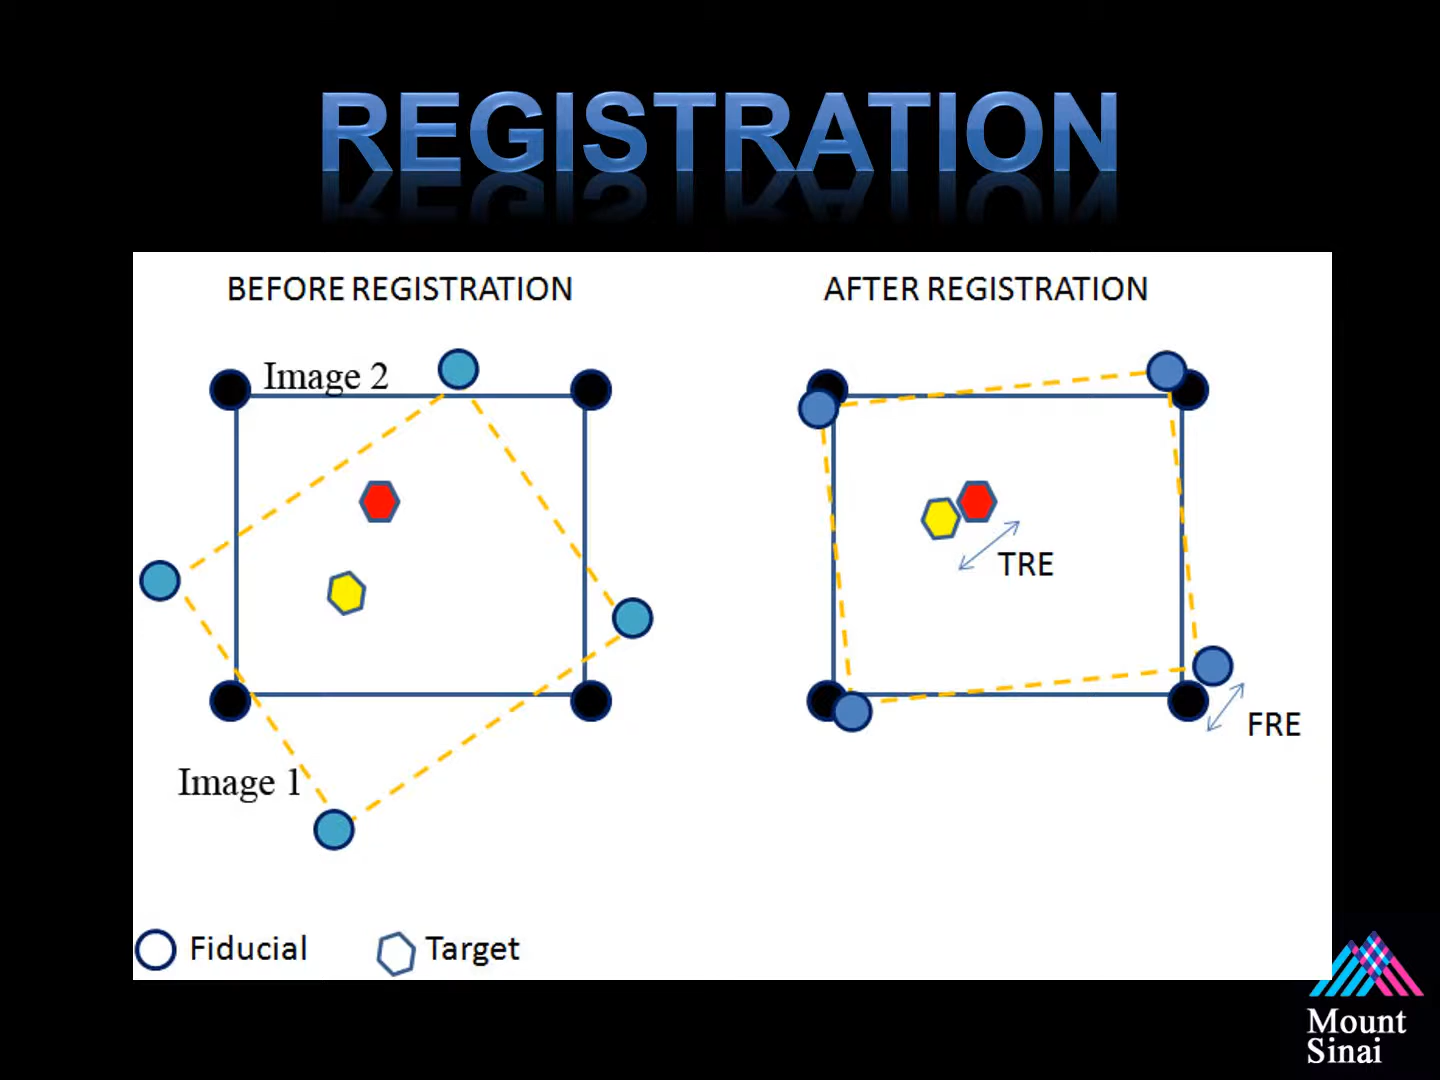 REGISTRATION
BEFORE REGISTRATION
AFTER REGISTRATION
Image 2
TRE
FRE
Image 1
Fiducial
Target
Mount
Sinai